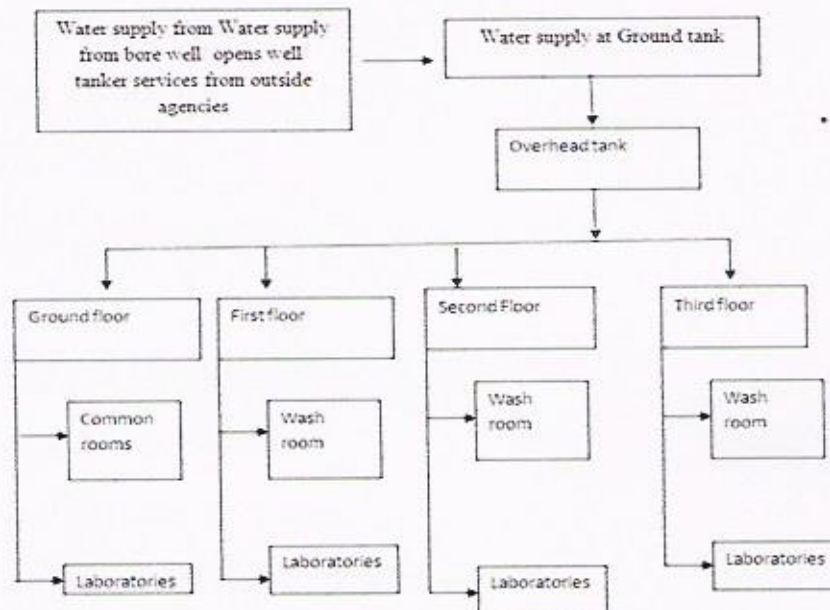 Water supply from Water supply
from bore well opens well
tanker services from outside
agencies
Water supply at Ground tank
Overhead tank
Ground floor
First floor
Second Floor
Third floor
Common
rooms
Wash
room
Wash
room
Wash
room
Laboratories
Laboratories
Laboratories
Laboratories